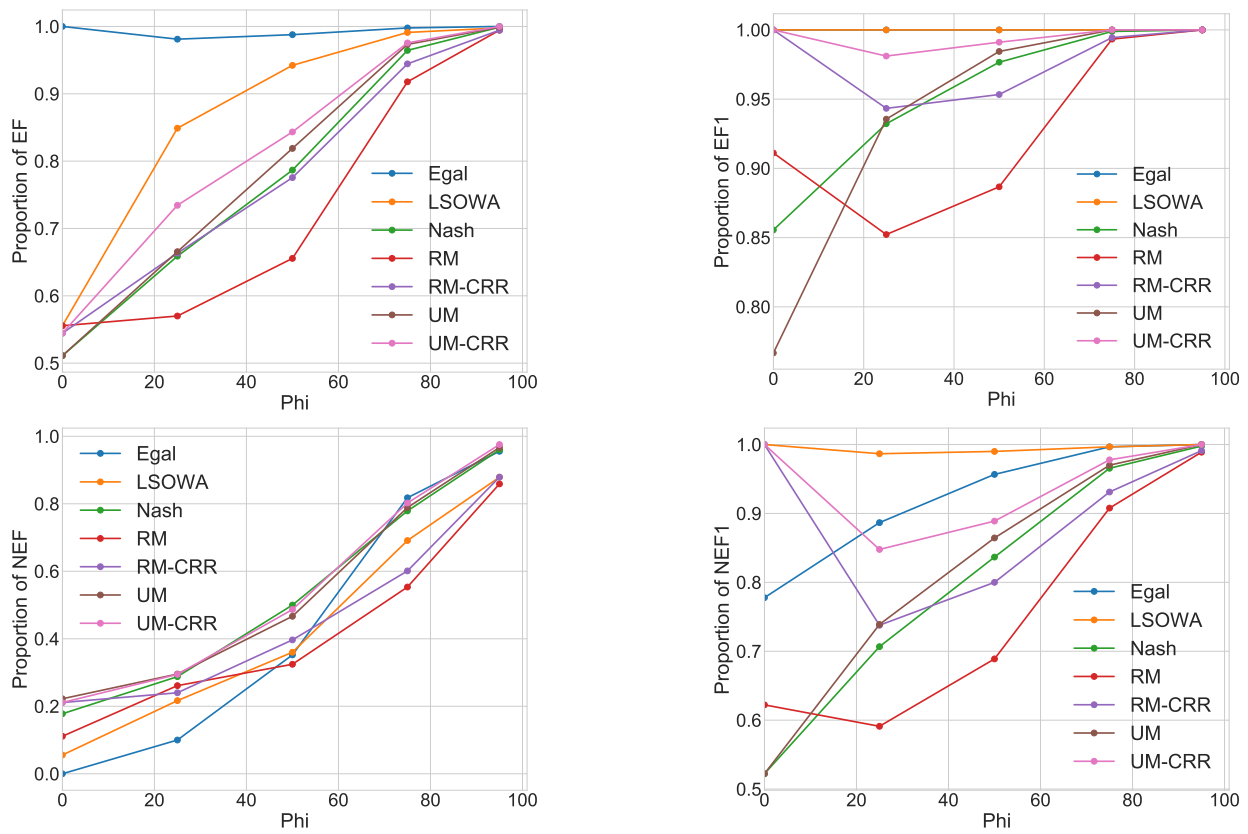 1.0
0.9
0.8
0.7
0.6
0.5
Proportion of EF
Egal
LSOWA
Nash
RM
RM-CRR
UM
UM-CRR
0
20
40
60
80
100
Phi
1.00
0.95
0.90
0.85
0.80
Proportion of EF1
Egal
LSOWA
Nash
RM
RM-CRR
UM
UM-CRR
0
20
40
60
80
100
Phi
1.0
0.8
0.6
0.4
0.2
0.0
Proportion of NEF
Egal
LSOWA
Nash
RM
RM-CRR
UM
UM-CRR
0
20
40
60
80
100
Phi
1.0
0.9
0.8
0.7
0.6
0.5
Proportion of NEF1
Egal
LSOWA
Nash
RM
RM-CRR
UM
UM-CRR
0
20
40
60
80
100
Phi